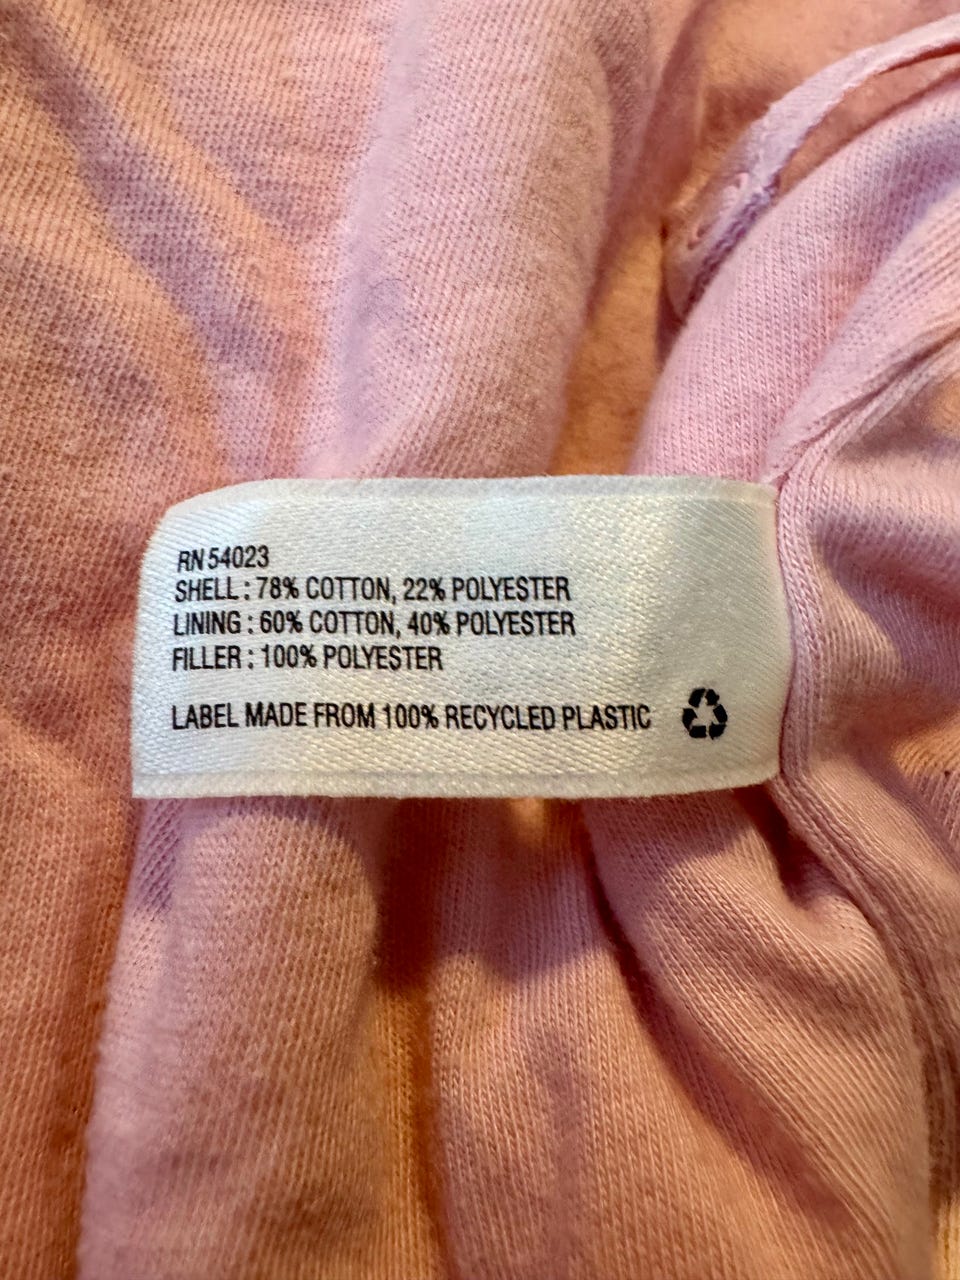 RN 54023
SHELL : 78% COTTON, 22% POLYESTER
LINING : 60% COTTON, 40% POLYESTER
FILLER : 100% POLYESTER
LABEL MADE FROM 100% RECYCLED PLASTIC